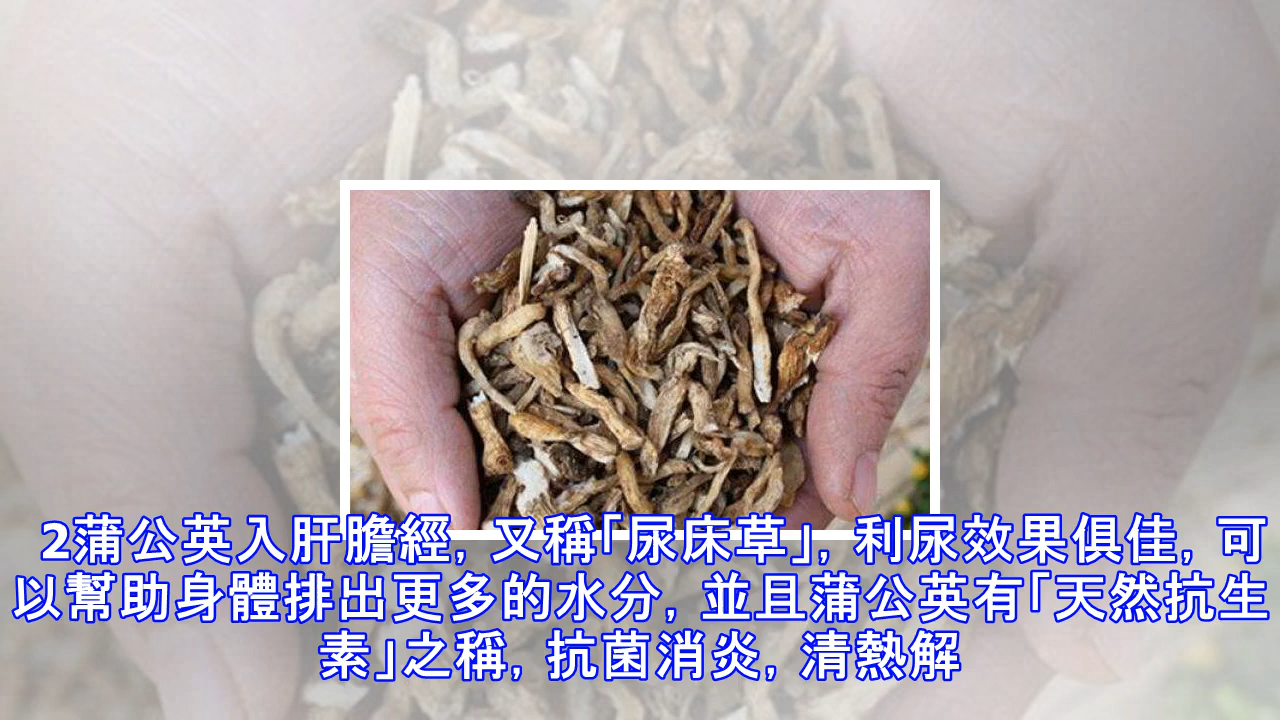 2蒲公英入肝膽經, 又稱「尿床草」, 利尿效果俱佳, 可
以幫助身體排出更多的水分, 並且蒲公英有「天然抗生
素」之稱, 抗菌消炎, 清熱解